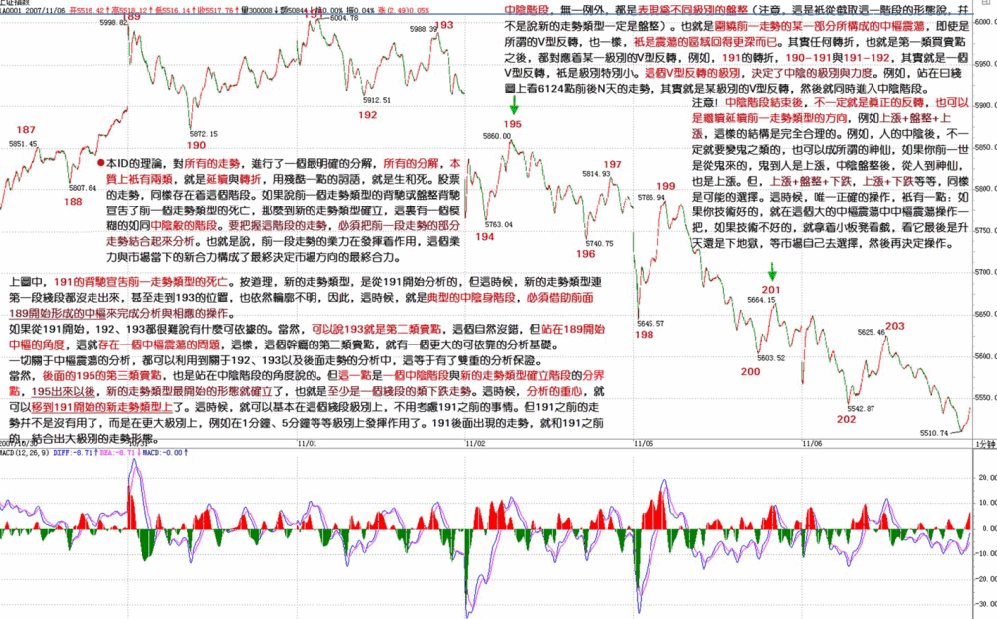 上证指数
1A0001 2007/11/06 开5516.42↑高5518.12↑低5516.14↑收5517.76↑量300008↓额50844↓换0.00% 振0.04% 涨(2.49)0.05%
中陰階段，無一例外，都是表現爲不同級別的盤整（注意，這是衹從截取這一階段的形態說，并
不是說新的走勢類型一定是盤整）。也就是圍繞前一走勢的某一部分所構成的中樞震蕩，即使是
所謂的V型反轉，也一樣，衹是震蕩的區域回得更深而已。其實任何轉折，也就是第一類買賣點
之後，都對應着某一級別的V型反轉，例如，191的轉折，190-191與191-192，其實就是一個
V型反轉，衹是級別特別小。這個V型反轉的級別，決定了中陰的級別與力度。例如，站在日綫
圖上看6124點前後N天的走勢，其實就是某級別的V型反轉，然後就同時進入中陰階段。
注意！中陰階段結束後，不一定就是真正的反轉，也可以
是繼續延續前一走勢類型的方向，例如上漲+盤整+上
漲，這樣的結構是完全合理的。例如，人的中陰後，不一
定就要變鬼之類的，也可以成所謂的神仙，如果你前一世
是從鬼來的，鬼到人是上漲，中陰盤整後，從人到神仙，
也是上漲。但，上漲+盤整+下跌，上漲+下跌等等，同樣
是可能的選擇。這時候，唯一正確的操作，衹有一點：如
果你技術好的，就在這個大的中樞震蕩中中樞震蕩操作一
把，如果技術不好的，就拿着小板凳看戲，看它最後是升
天還是下地獄，等市場自己去選擇，然後再決定操作。
●本ID的理論，對所有的走勢，進行了一個最明確的分解，所有的分解，本
質上衹有兩類，就是延續與轉折，用殘酷一點的詞語，就是生和死。股票
的走勢，同樣存在着這個階段。如果說前一個走勢類型的背馳或盤整背馳
宣告了前一個走勢類型的死亡，那麽到新的走勢類型確立，這裏有一個模
糊的如同中陰般的階段。要把握這階段的走勢，必須把前一段走勢的部分
走勢結合起來分析。也就是說，前一段走勢的業力在發揮着作用，這個業
力與市場當下的新合力構成了最終決定市場方向的最終合力。
上圖中，191的背馳宣告前一走勢類型的死亡。按道理，新的走勢類型，是從191開始分析的，但這時候，新的走勢類型連
第一段綫段都沒走出來，甚至走到193的位置，也依然輪廓不明，因此，這時候，就是典型的中陰身階段，必須借助前面
189開始形成的中樞來完成分析與相應的操作。
如果從191開始，192、193都很難說有什麽可依據的。當然，可以說193就是第二類賣點，這個自然沒錯，但站在189開始
中樞的角度，這就存在一個中樞震蕩的問題，這樣，這個幹癟的第二類賣點，就有一個更大的可依靠的分析基礎。
一切關于中樞震蕩的分析，都可以利用到關于192、193以及後面走勢的分析中，這等于有了雙重的分析保證。
當然，後面的195的第三類賣點，也是站在中陰階段的角度說的。但這一點是一個中陰階段與新的走勢類型確立階段的分界
點，195出來以後，新的走勢類型最開始的形態就確立了，也就是至少是一個綫段的類下跌走勢。這時候，分析的重心，就
可以移到191開始的新走勢類型上了。這時候，就可以基本在這個綫段級別上，不用考慮191之前的事情。但191之前的走
勢并不是沒有用了，而是在更大級別上，例如在1分鐘、5分鐘等等級別上發揮作用了。191後面出現的走勢，就和191之前
的，結合出大級別的走勢形態。
187
5851.45
188
5807.64
189
5998.82
190
5872.15
191
6004.78
192
5912.51
193
5988.39
194
5763.04
195
5860.00
196
5740.75
197
5814.93
198
5645.57
199
5785.94
200
5603.52
201
5664.15
202
5542.87
203
5625.46
5510.74
6000.0
5950.0
5900.0
5850.0
5800.0
5750.0
5700.0
5650.0
5600.0
5550.0
2007/10/30
10/31
11/01
11/02
11/05
11/06
1分钟
MACD(12,26,9) DIFF:-8.71↑ DEA:-8.71↓ MACD:-0.00↑
20.00
10.00
0.00
-10.00
-20.00
-30.00